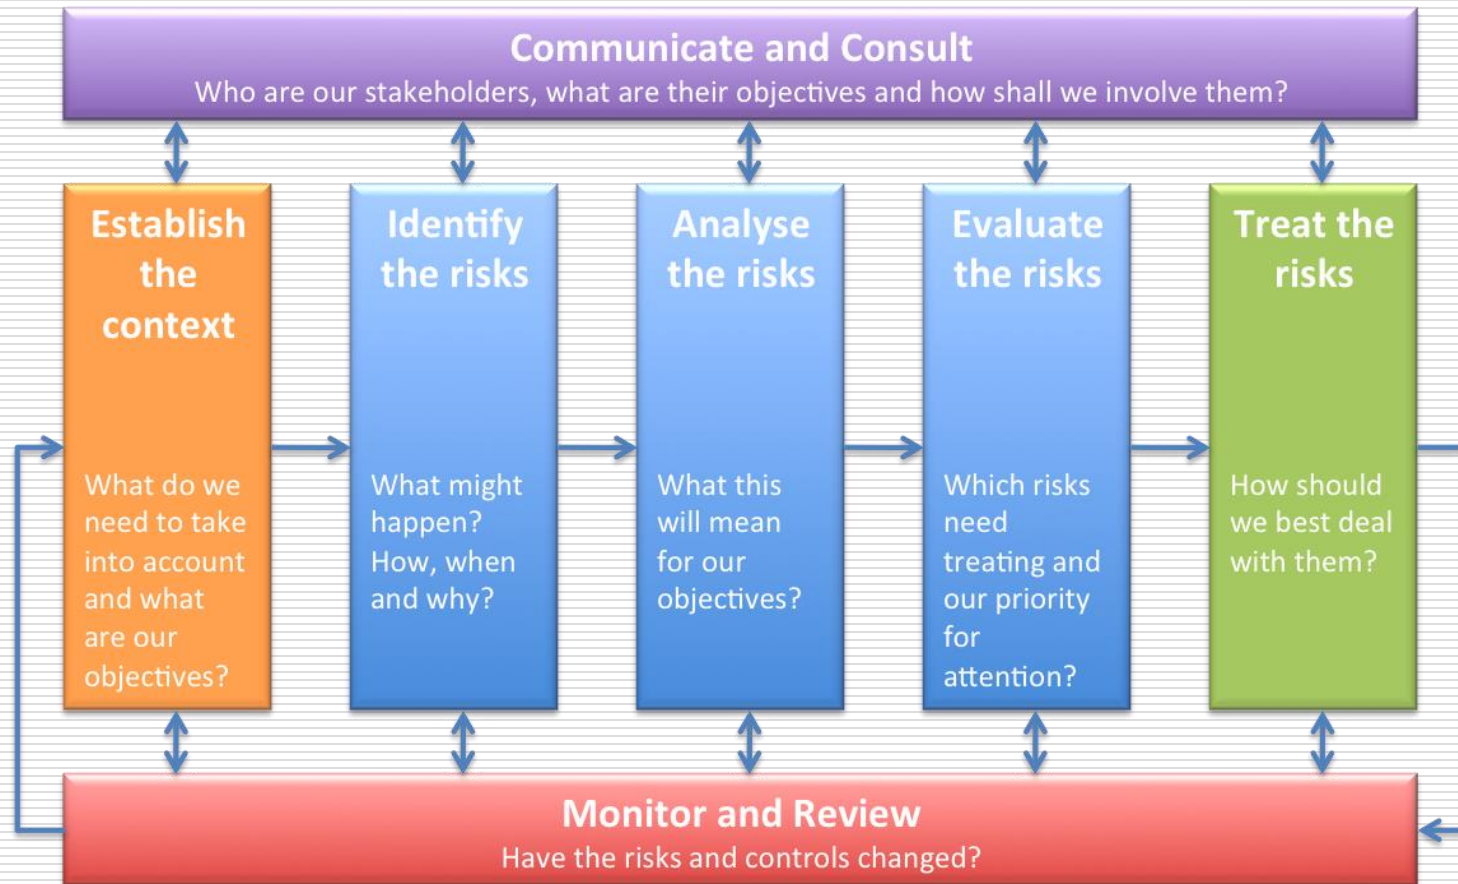 Communicate and Consult
Who are our stakeholders, what are their objectives and how shall we involve them?
Establish
the
context
What do we
need to take
into account
and what
are our
objectives?
Identify
the risks
What might
happen?
How, when
and why?
Analyse
the risks
What this
will mean
for our
objectives?
Evaluate
the risks
Which risks
need
treating and
our priority
for
attention?
Treat the
risks
How should
we best deal
with them?
Monitor and Review
Have the risks and controls changed?